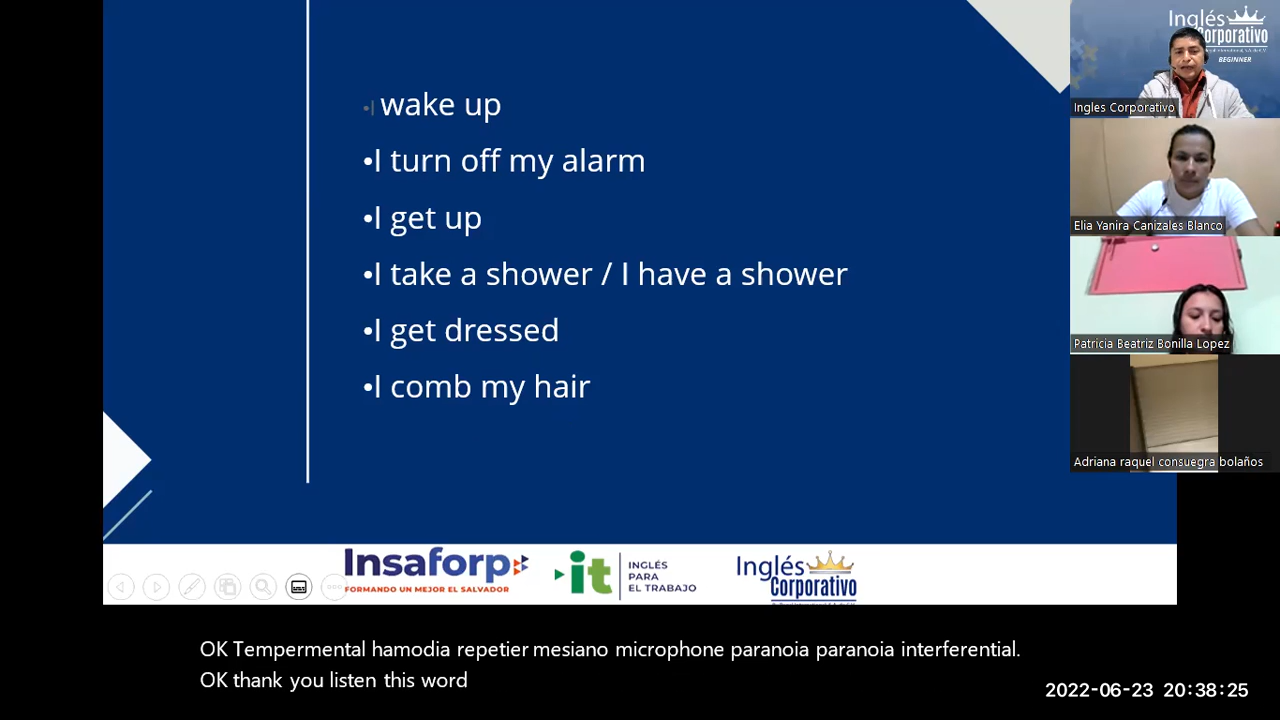 •I wake up
•I turn off my alarm
•I get up
•I take a shower / I have a shower
•I get dressed
•I comb my hair
Inglés
Corporativo
BEGINNER
Ingles Corporativo
Elia Yanira Canizales Blanco
Patricia Beatriz Bonilla Lopez
Adriana raquel consuegra bolaños
Insaforp
FORMANDO UN MEJOR EL SALVADOR
it
INGLÉS
PARA
EL TRABAJO
Inglés
Corporativo
OK Tempermental hamodia repetier mesiano microphone paranoia paranoia interferential.
OK thank you listen this word
2022-06-23 20:38:25